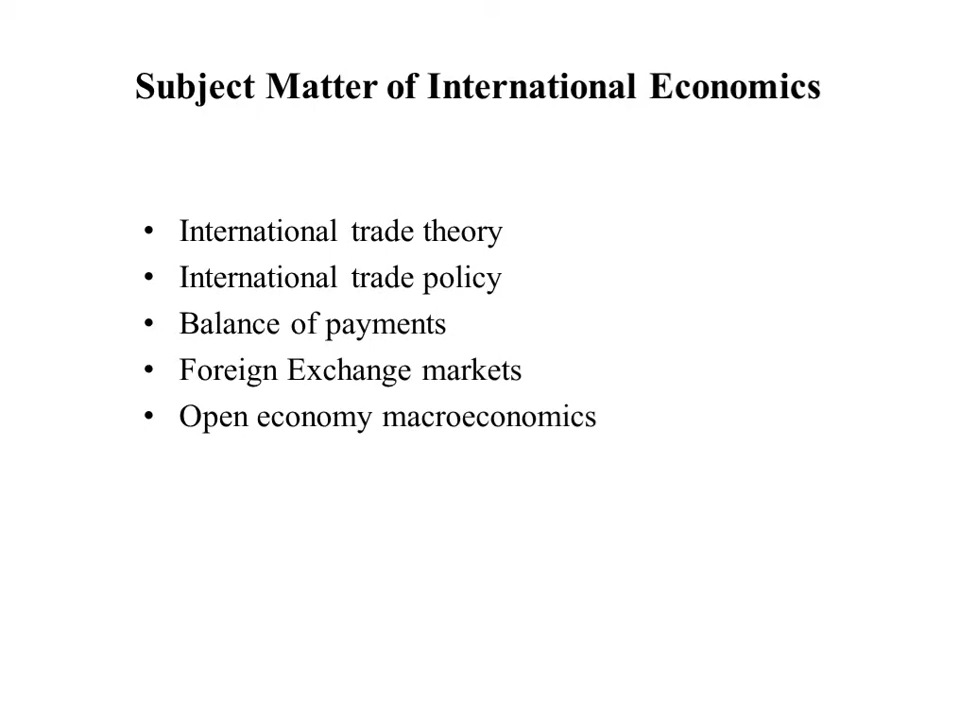 Subject Matter of International Economics
• International trade theory
• International trade policy
• Balance of payments
• Foreign Exchange markets
• Open economy macroeconomics